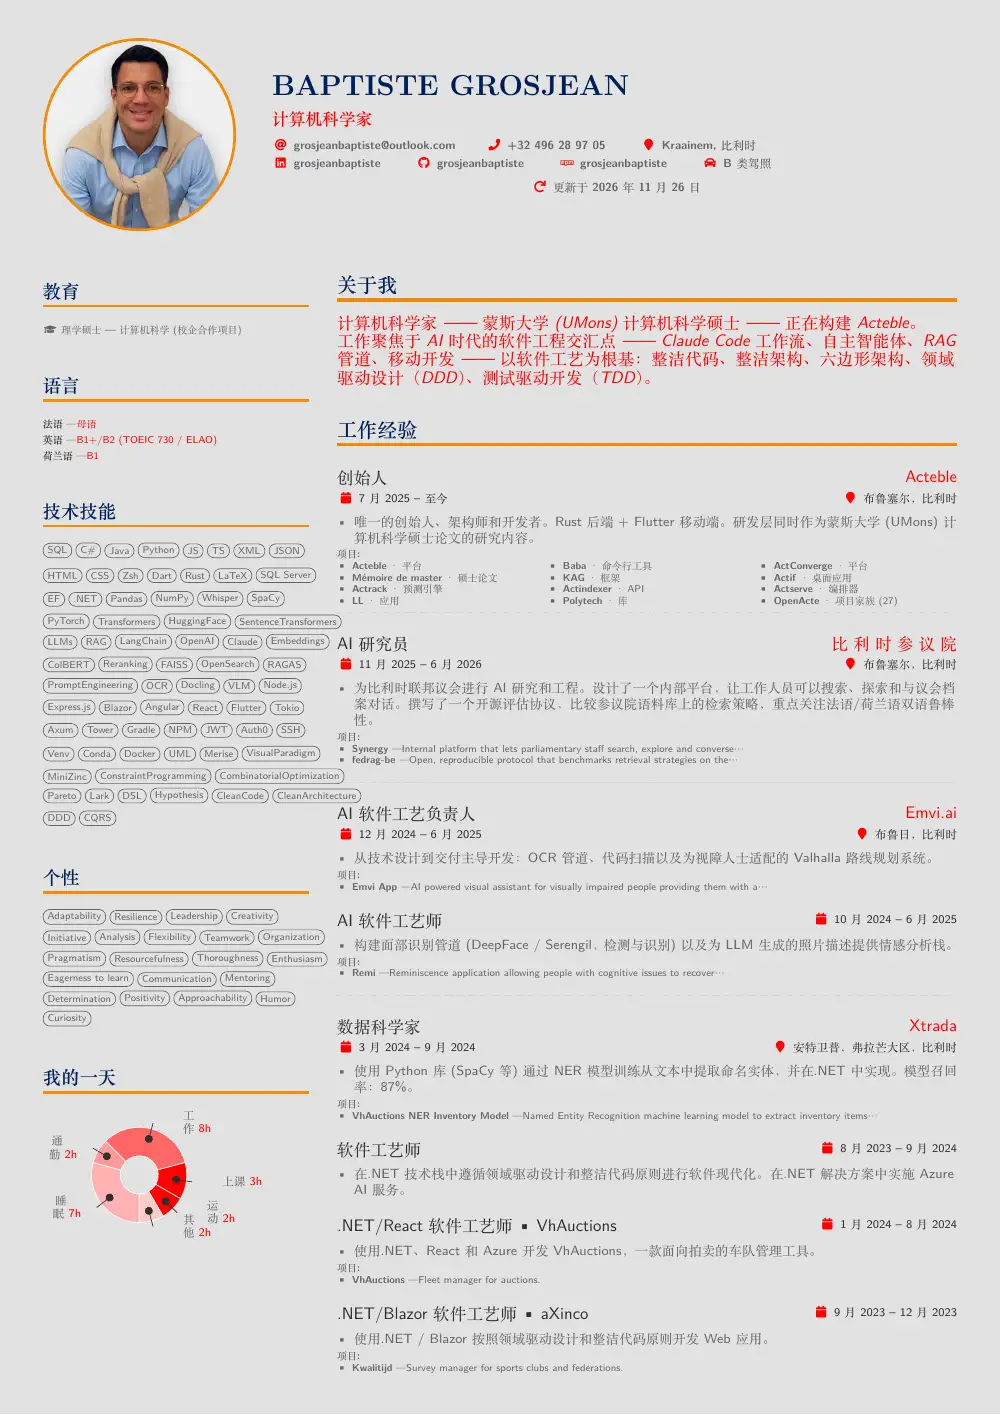 BAPTISTE GROSJEAN
计算机科学家
grosjeanbaptiste@outlook.com +32 496 28 97 05 Kraainem, 比利时
grosjeanbaptiste grosjeanbaptiste grosjeanbaptiste B 类驾照
更新于 2026 年 11 月 26 日
教育
理学硕士 — 计算机科学 (校企合作项目)
语言
法语 —母语
英语 —B1+/B2 (TOEIC 730 / ELAO)
荷兰语 —B1
技术技能
SQL C# Java Python JS TS XML JSON
HTML CSS Zsh Dart Rust LaTeX SQL Server
EF .NET Pandas NumPy Whisper SpaCy
PyTorch Transformers HuggingFace SentenceTransformers
LLMs RAG LangChain OpenAI Claude Embeddings
ColBERT Reranking FAISS OpenSearch RAGAS
PromptEngineering OCR Docling VLM Node.js
Express.js Blazor Angular React Flutter Tokio
Axum Tower Gradle NPM JWT Auth0 SSH
Venv Conda Docker UML Merise VisualParadigm
MiniZinc ConstraintProgramming CombinatorialOptimization
Pareto Lark DSL Hypothesis CleanCode CleanArchitecture
DDD CQRS
个性
Adaptability Resilience Leadership Creativity
Initiative Analysis Flexibility Teamwork Organization
Pragmatism Resourcefulness Thoroughness Enthusiasm
Eagerness to learn Communication Mentoring
Determination Positivity Approachability Humor
Curiosity
我的一天
工
作 8h
通
勤 2h
上课 3h
睡
眠 7h
运
动 2h
其
他 2h
关于我
计算机科学家 —— 蒙斯大学 (UMons) 计算机科学硕士 —— 正在构建 Acteble。
工作聚焦于 AI 时代的软件工程交汇点 —— Claude Code 工作流、自主智能体、RAG
管道、移动开发 —— 以软件工艺为根基：整洁代码、整洁架构、六边形架构、领域
驱动设计（DDD）、测试驱动开发（TDD）。
工作经验
创始人 Acteble
7 月 2025 – 至今 布鲁塞尔，比利时
唯一的创始人、架构师和开发者。Rust 后端 + Flutter 移动端。研发层同时作为蒙斯大学 (UMons) 计
算机科学硕士论文的研究内容。
项目:
Acteble · 平台 Baba · 命令行工具 ActConverge · 平台
Mémoire de master · 硕士论文 KAG · 框架 Actif · 桌面应用
Actrack · 预测引擎 Actindexer · API Actserve · 编排器
LL · 应用 Polytech · 库 OpenActe · 项目家族 (27)
AI 研究员 比利时参议院
11 月 2025 – 6 月 2026 布鲁塞尔，比利时
为比利时联邦议会进行 AI 研究和工程。设计了一个内部平台，让工作人员可以搜索、探索和与议会档
案对话。撰写了一个开源评估协议，比较参议院语料库上的检索策略，重点关注法语/荷兰语双语鲁棒
性。
项目:
Synergy —Internal platform that lets parliamentary staff search, explore and converse···
fedrag-be —Open, reproducible protocol that benchmarks retrieval strategies on the···
AI 软件工艺负责人 Emvi.ai
12 月 2024 – 6 月 2025 布鲁日，比利时
从技术设计到交付主导开发：OCR 管道、代码扫描以及为视障人士适配的 Valhalla 路线规划系统。
项目:
Emvi App —AI powered visual assistant for visually impaired people providing them with a···
AI 软件工艺师 10 月 2024 – 6 月 2025
构建面部识别管道 (DeepFace / Serengil，检测与识别) 以及为 LLM 生成的照片描述提供情感分析栈。
项目:
Remi —Reminiscence application allowing people with cognitive issues to recover···
数据科学家 Xtrada
3 月 2024 – 9 月 2024 安特卫普，弗拉芒大区，比利时
使用 Python 库 (SpaCy 等) 通过 NER 模型训练从文本中提取命名实体，并在.NET 中实现。模型召回
率：87%。
项目:
VhAuctions NER Inventory Model —Named Entity Recognition machine learning model to extract inventory items···
软件工艺师 8 月 2023 – 9 月 2024
在.NET 技术栈中遵循领域驱动设计和整洁代码原则进行软件现代化。在.NET 解决方案中实施 Azure
AI 服务。
.NET/React 软件工艺师 ▪ VhAuctions 1 月 2024 – 8 月 2024
使用.NET、React 和 Azure 开发 VhAuctions，一款面向拍卖的车队管理工具。
项目:
VhAuctions —Fleet manager for auctions.
.NET/Blazor 软件工艺师 ▪ aXinco 9 月 2023 – 12 月 2023
使用.NET / Blazor 按照领域驱动设计和整洁代码原则开发 Web 应用。
项目:
Kwalitijd —Survey manager for sports clubs and federations.